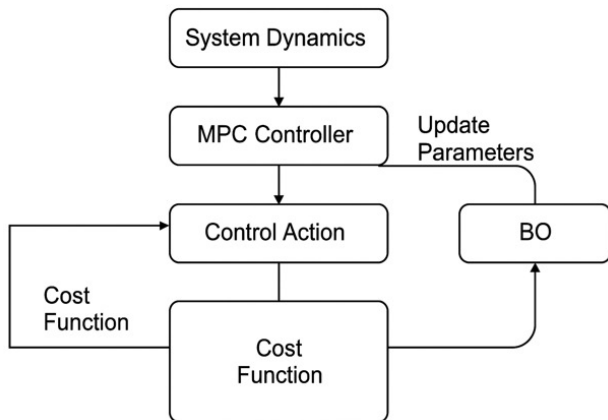 System Dynamics
MPC Controller
Update
Parameters
Control Action
BO
Cost
Function
Cost
Function